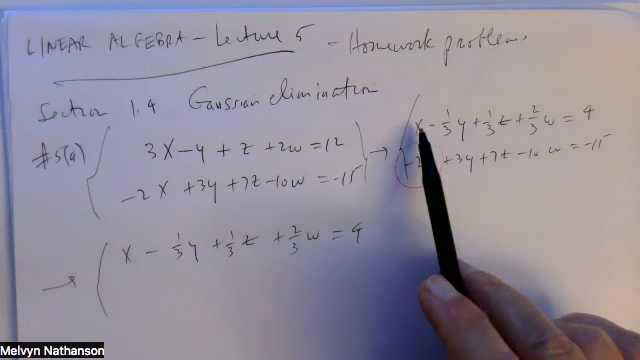 LINEAR ALGEBRA - Lecture 5 - Homework problems
Section 1.4 Gaussian elimination
#5(a)
3x - y + z + 2w = 12 → x - 1/3 y + 1/3 z + 2/3 w = 4
-2x + 3y + 7z - 10w = -15 + 3y + 7z - 10w = -15
→ x - 1/3 y + 1/3 z + 2/3 w = 4
Melvyn Nathanson